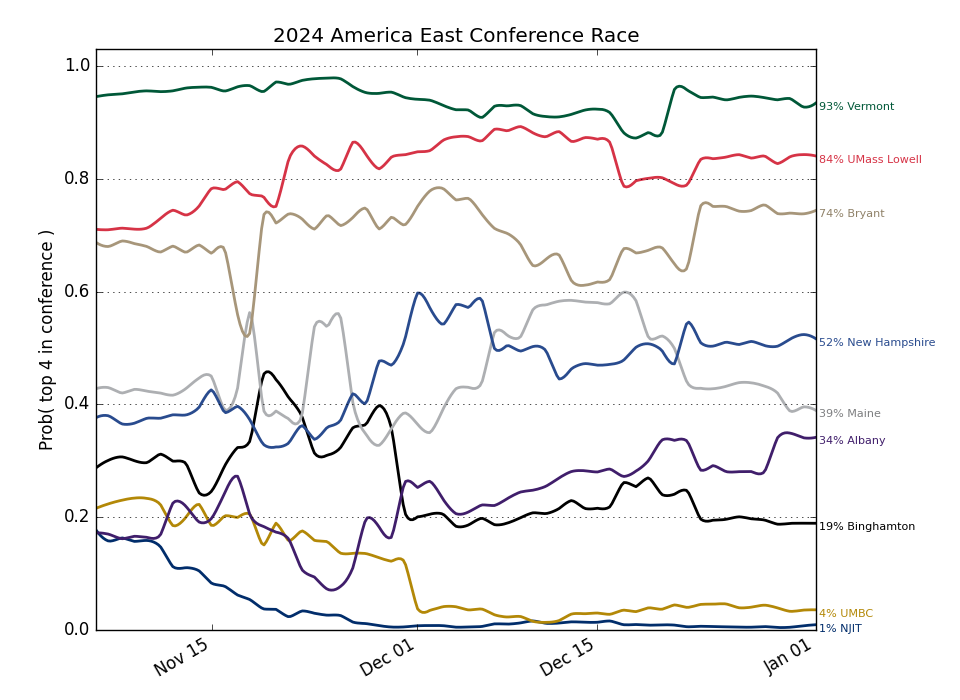 2024 America East Conference Race
Prob( top 4 in conference )
1.0
0.8
0.6
0.4
0.2
0.0
Nov 15
Dec 01
Dec 15
Jan 01
93% Vermont
84% UMass Lowell
74% Bryant
52% New Hampshire
39% Maine
34% Albany
19% Binghamton
4% UMBC
1% NJIT